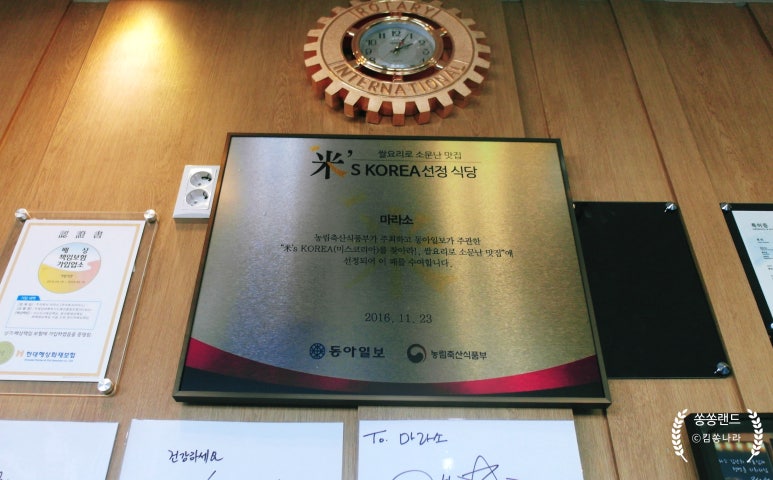 ROTARY
INTERNATIONAL
쌀요리로 소문난 맛집
'米'S KOREA선정 식당
마라소
농림축산식품부가 주최하고 동아일보가 주관한
"米's KOREA(미스코리아)를 찾아라!, 쌀요리로 소문난 맛집"에
선정되어 이 패를 수여합니다.
2016. 11. 23
동아일보
농림축산식품부
認證書
배상
책임보험
가입업소
현대해상화재보험
건강하세요
To. 마라소
쏭쏭랜드
©킴쏭나라